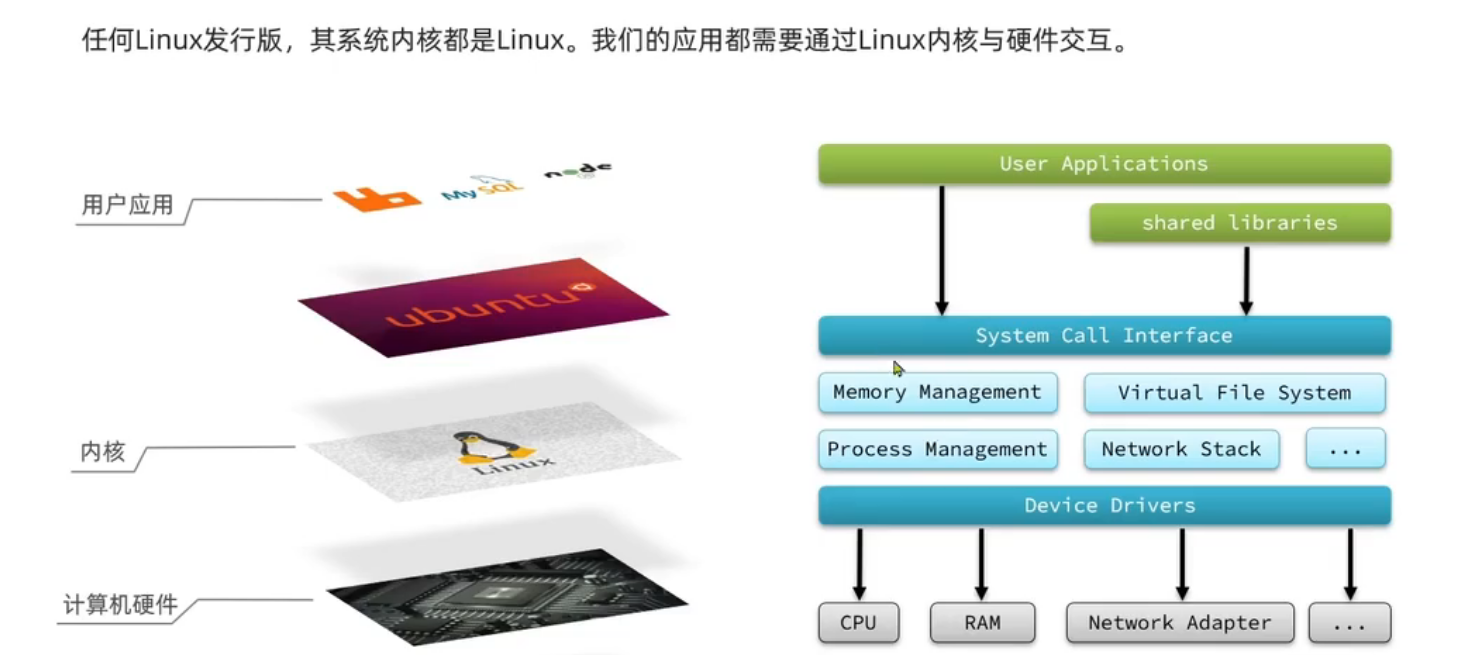 任何Linux发行版，其系统内核都是Linux。我们的应用都需要通过Linux内核与硬件交互。
用户应用
MySQL
node
ubuntu
内核
Linux
计算机硬件
User Applications
shared libraries
System Call Interface
Memory Management
Virtual File System
Process Management
Network Stack
...
Device Drivers
CPU
RAM
Network Adapter
...